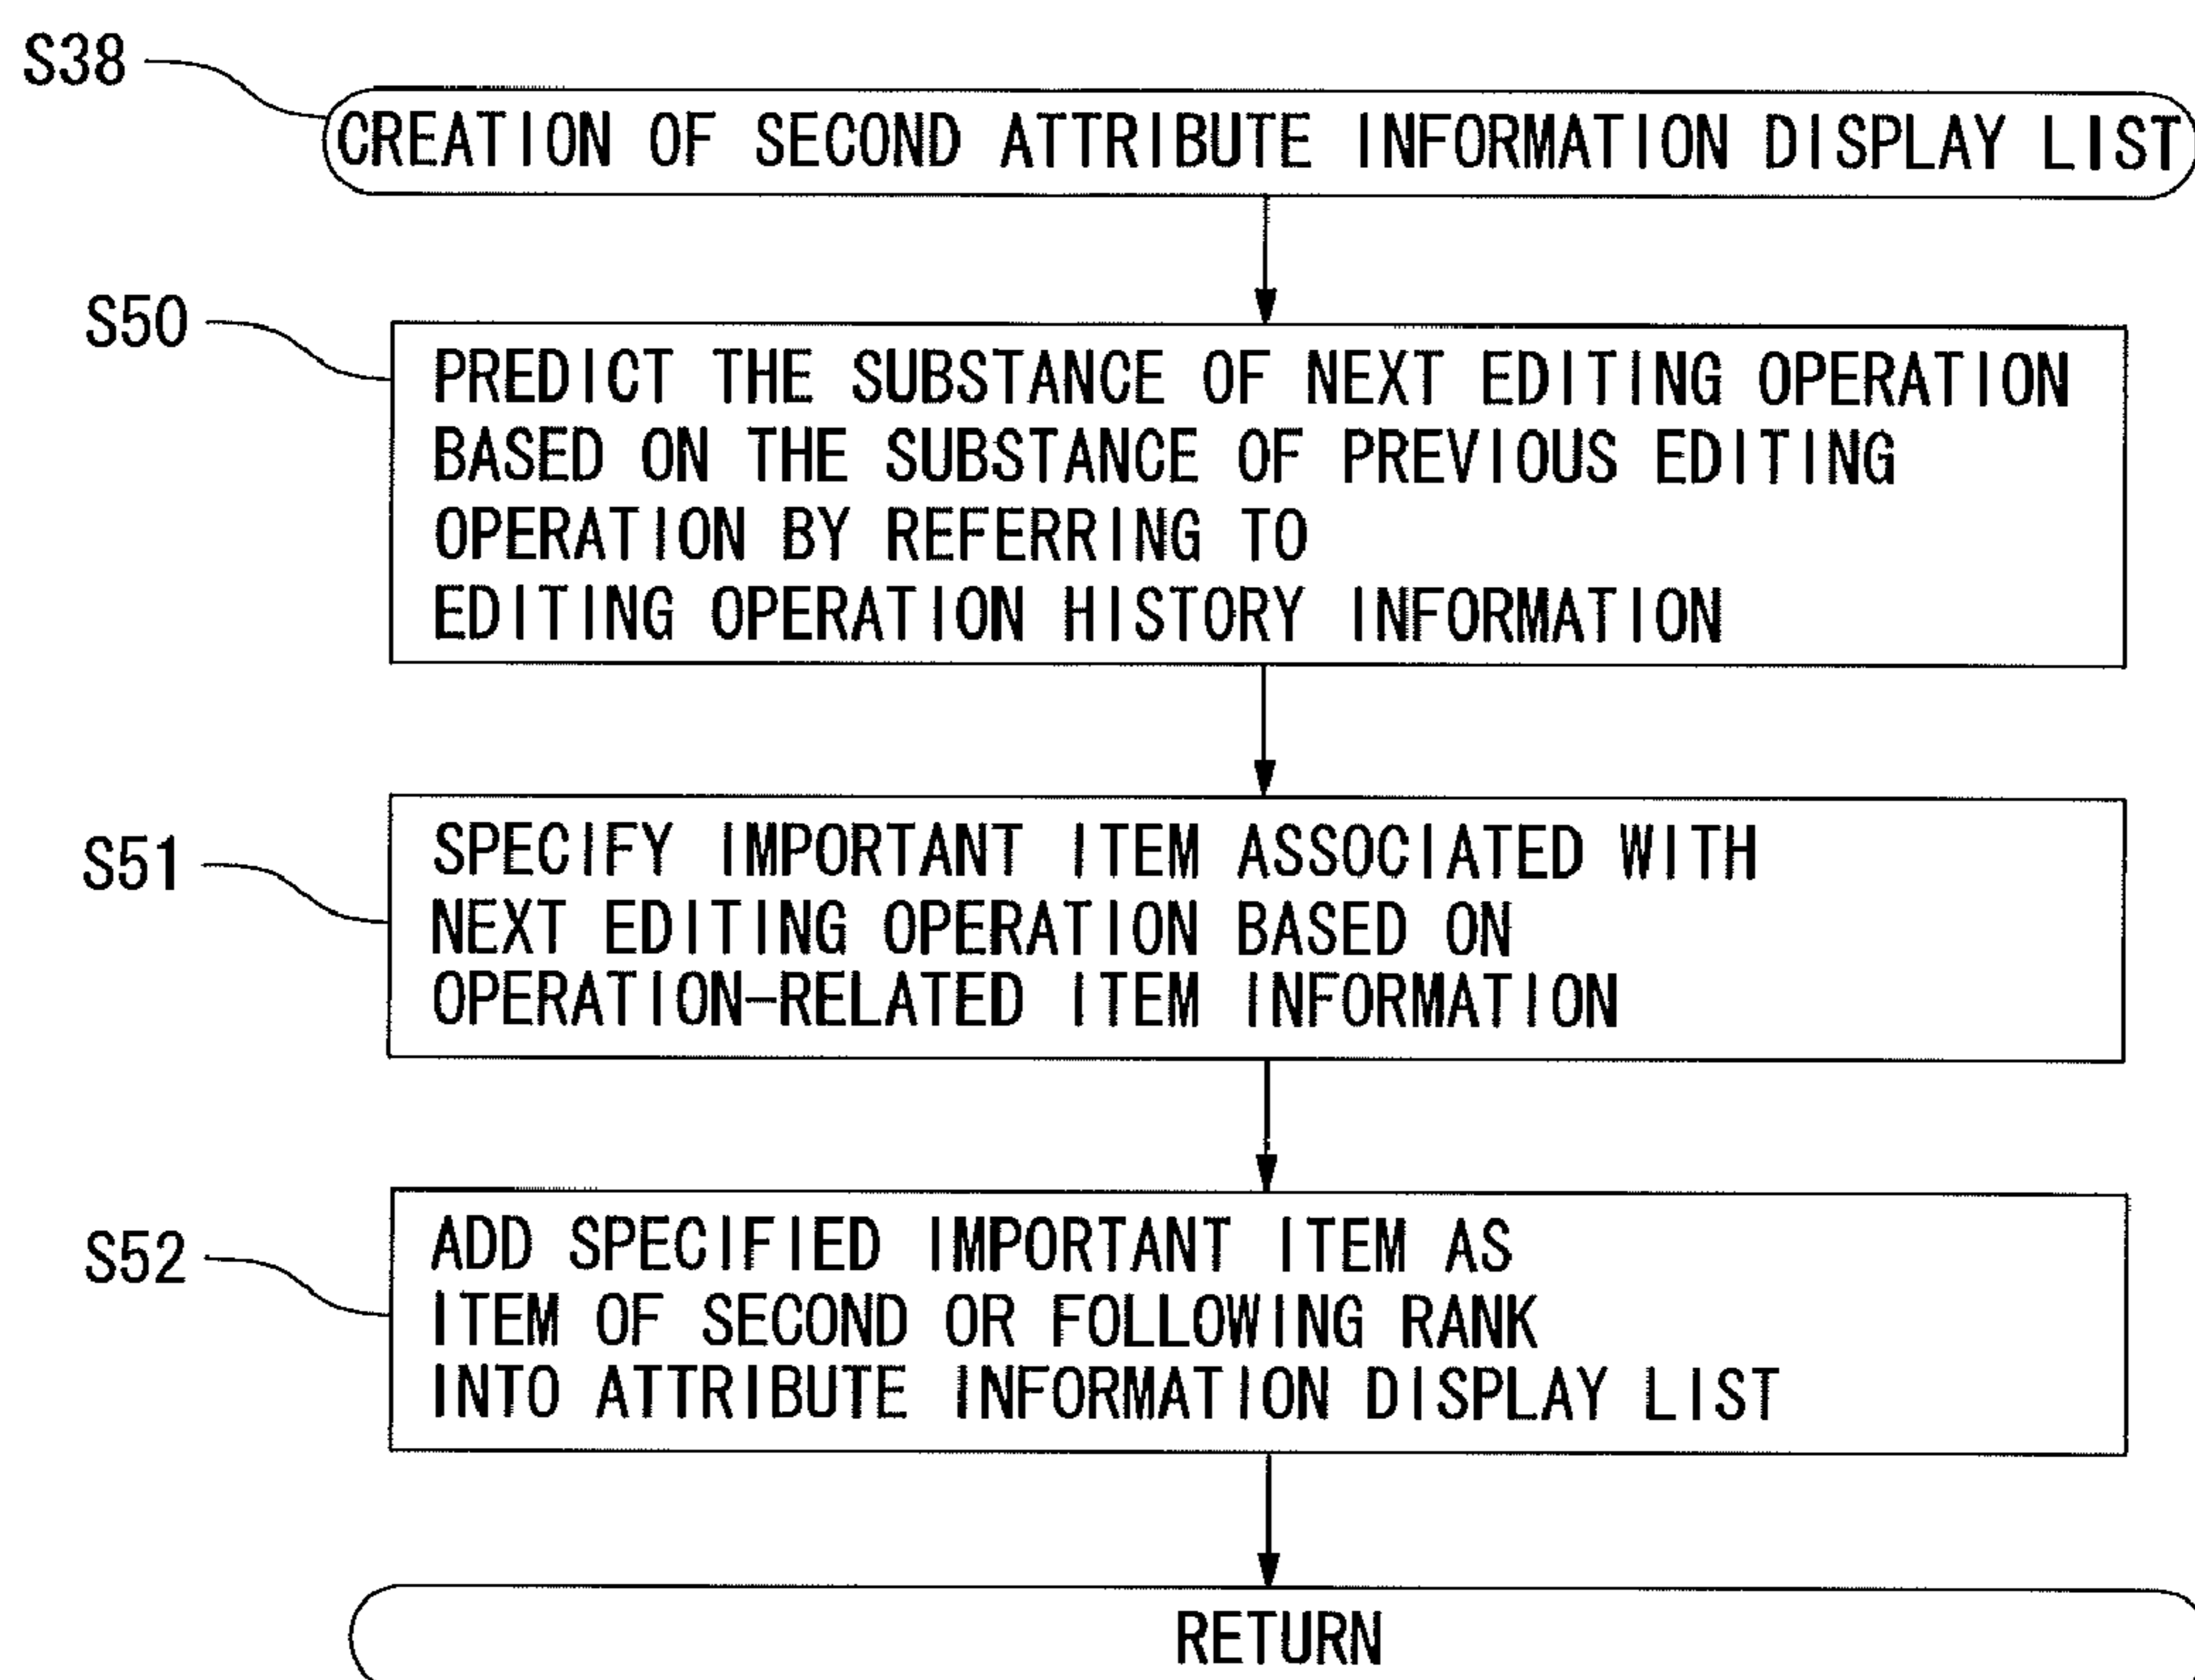 S38
CREATION OF SECOND ATTRIBUTE INFORMATION DISPLAY LIST
S50
PREDICT THE SUBSTANCE OF NEXT EDITING OPERATION
BASED ON THE SUBSTANCE OF PREVIOUS EDITING
OPERATION BY REFERRING TO
EDITING OPERATION HISTORY INFORMATION
S51
SPECIFY IMPORTANT ITEM ASSOCIATED WITH
NEXT EDITING OPERATION BASED ON
OPERATION-RELATED ITEM INFORMATION
S52
ADD SPECIFIED IMPORTANT ITEM AS
ITEM OF SECOND OR FOLLOWING RANK
INTO ATTRIBUTE INFORMATION DISPLAY LIST
RETURN